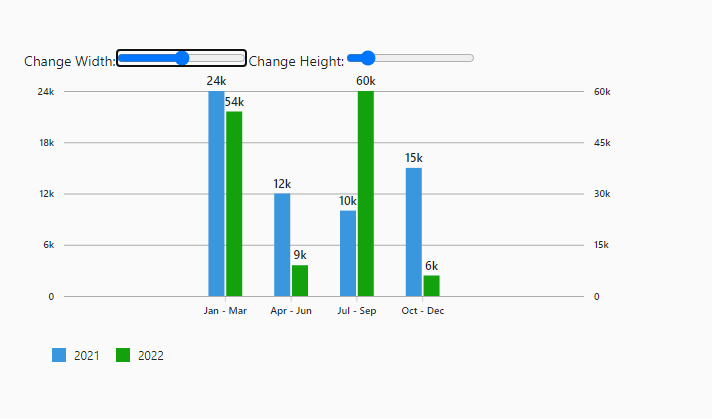 Change Width: Change Height:
24k 60k
24k 54k 60k
18k 45k
15k
12k 12k 30k
10k
9k
6k 15k
6k
0 0
Jan - Mar Apr - Jun Jul - Sep Oct - Dec
2021 2022